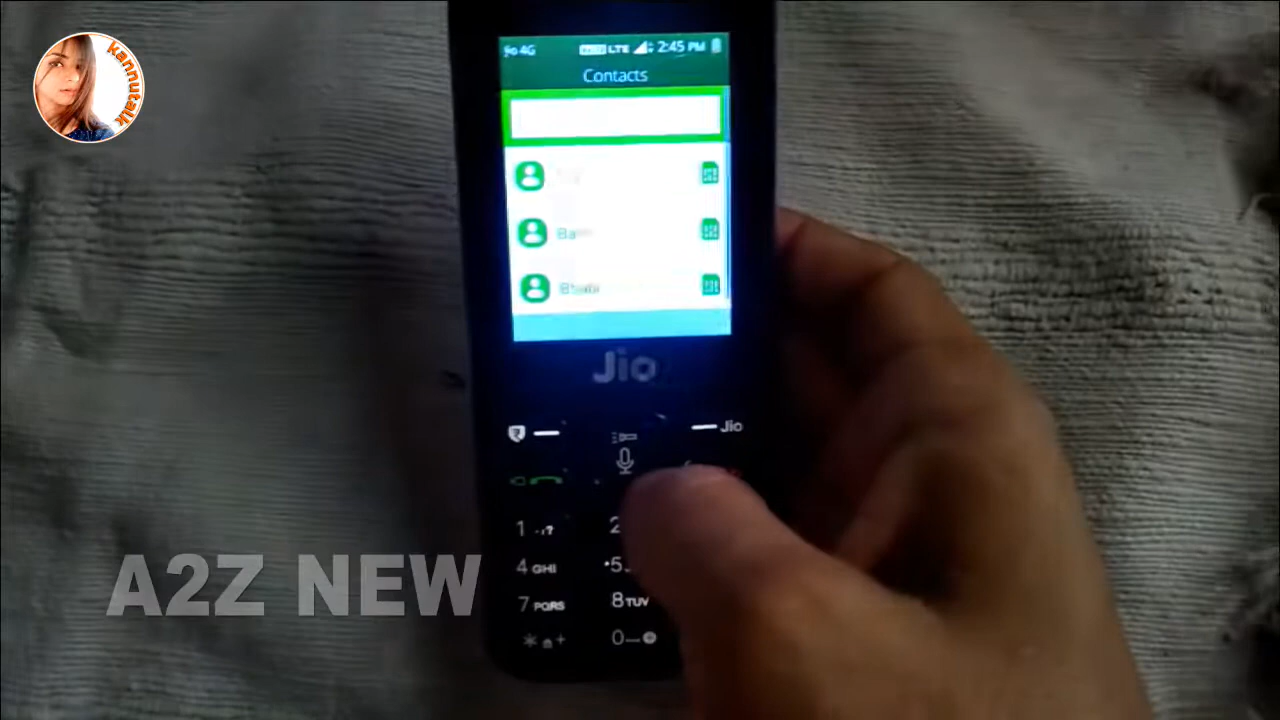 kannutalk
Jio 4G
LTE
2:45 PM
Contacts
Bhabi
Jio
Jio
1
2
4 GHI
5
7 PQRS
8 TUV
* +
0
A2Z NEW